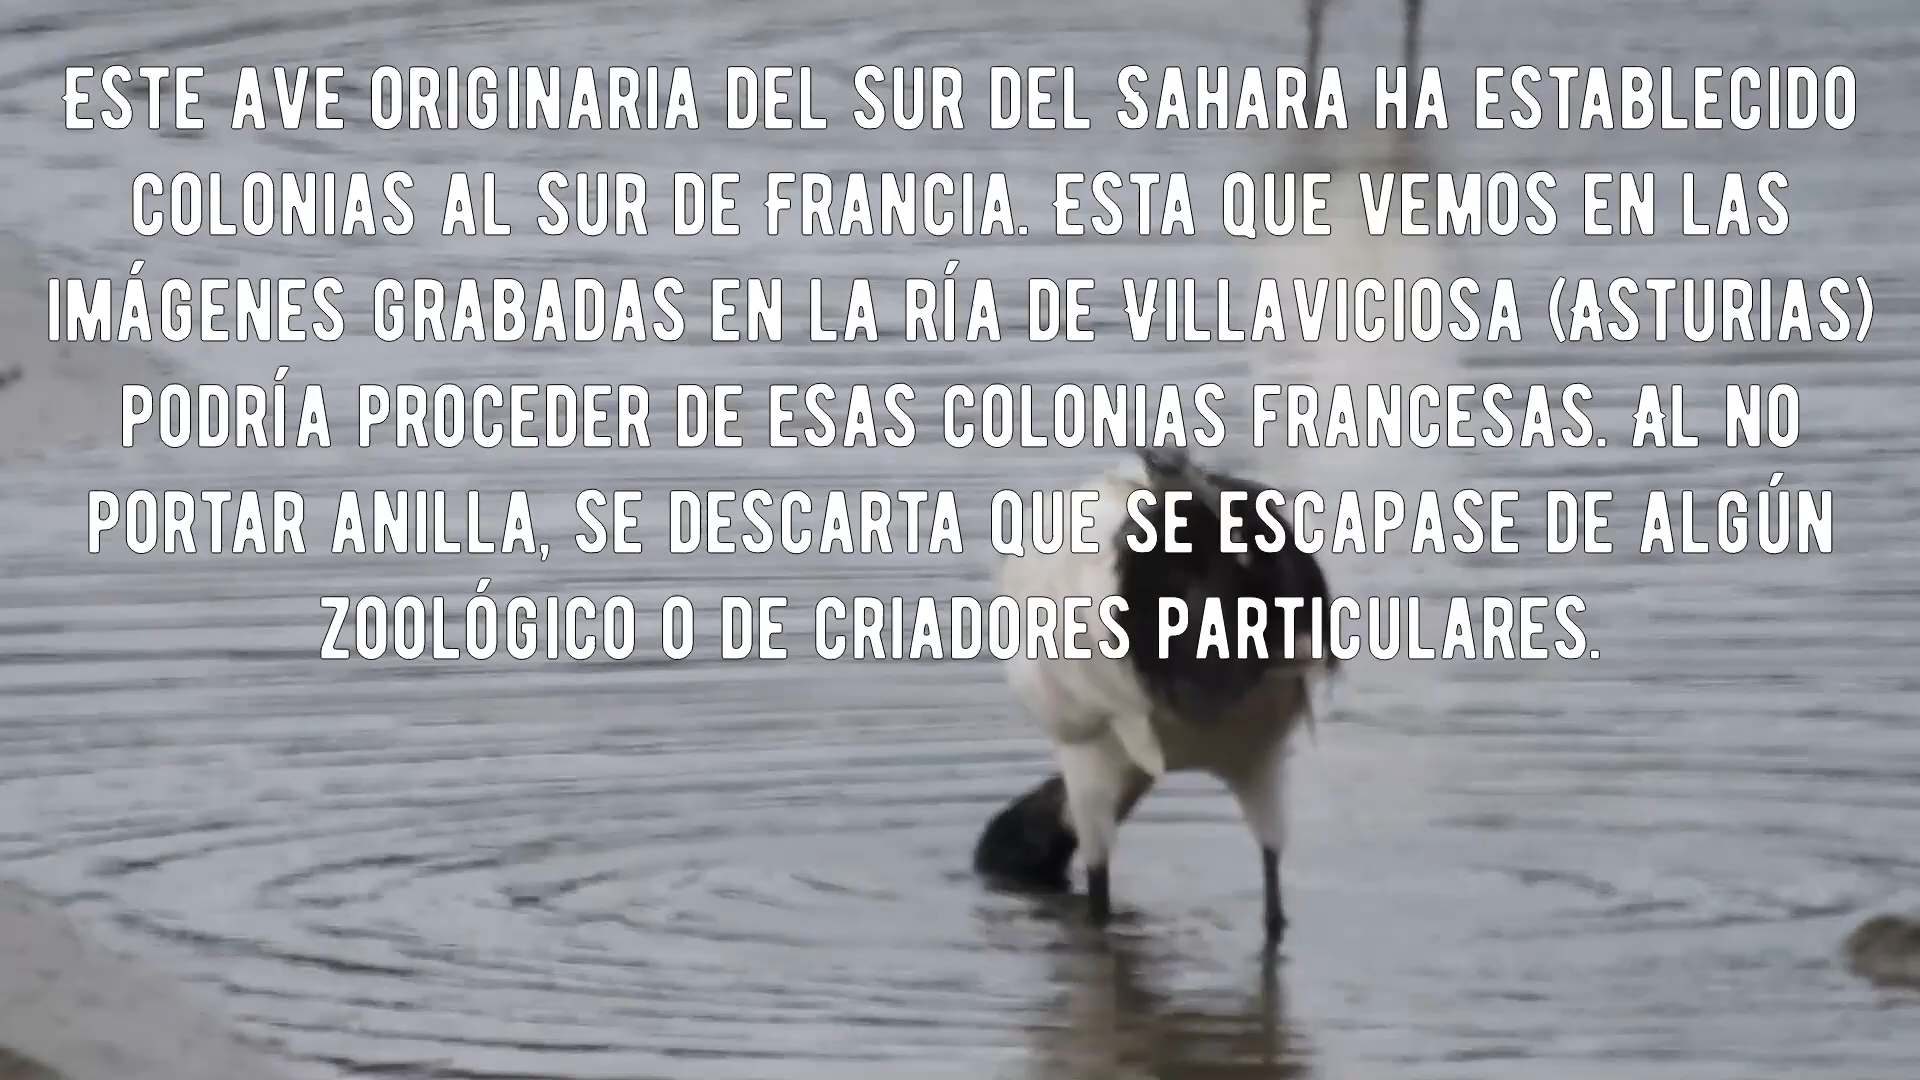 ESTE AVE ORIGINARIA DEL SUR DEL SAHARA HA ESTABLECIDO
COLONIAS AL SUR DE FRANCIA. ESTA QUE VEMOS EN LAS
IMÁGENES GRABADAS EN LA RÍA DE VILLAVICIOSA (ASTURIAS)
PODRÍA PROCEDER DE ESAS COLONIAS FRANCESAS. AL NO
PORTAR ANILLA, SE DESCARTA QUE SE ESCAPASE DE ALGÚN
ZOOLÓGICO O DE CRIADORES PARTICULARES.